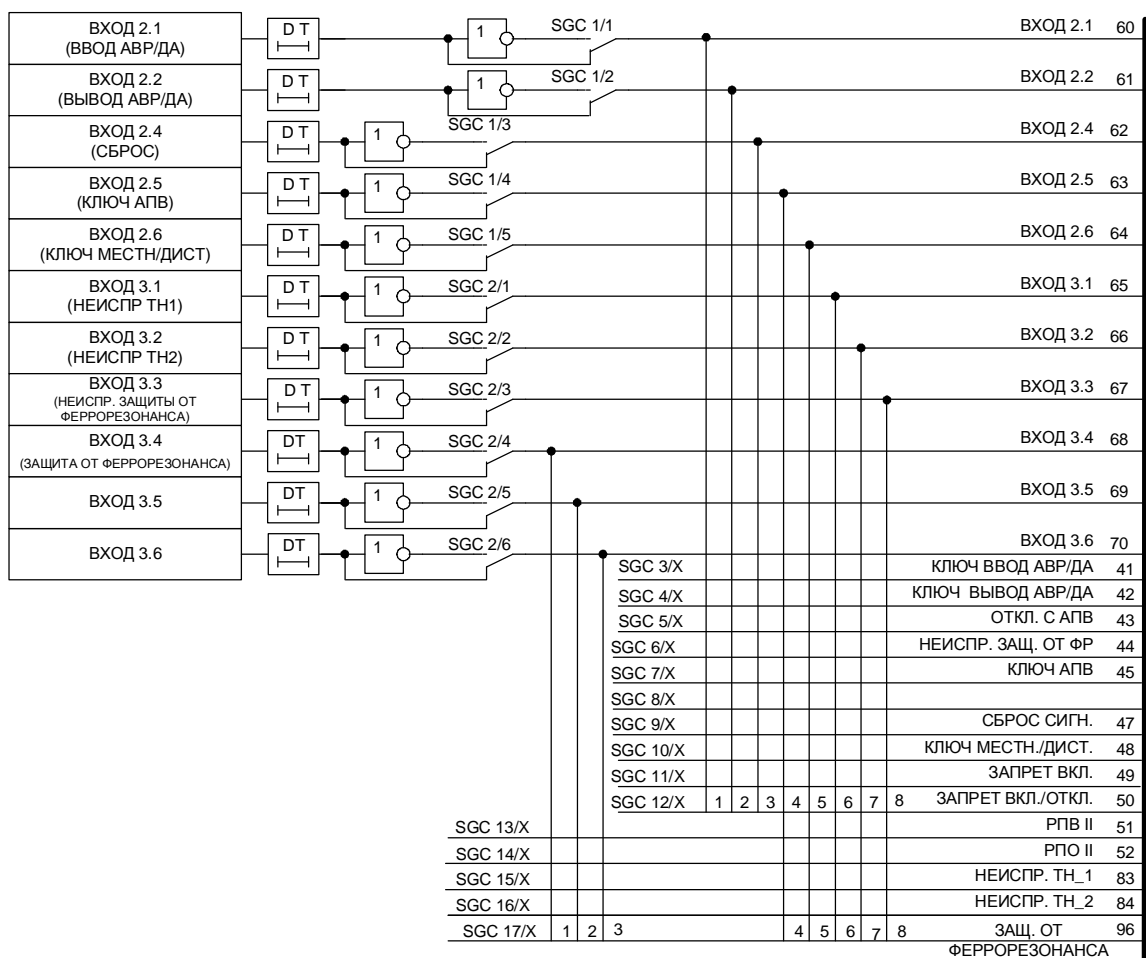 ВХОД 2.1
(ВВОД АВР/ДА)
D T
1
SGC 1/1
ВХОД 2.1 60
ВХОД 2.2
(ВЫВОД АВР/ДА)
D T
1
SGC 1/2
ВХОД 2.2 61
ВХОД 2.4
(СБРОС)
D T
1
SGC 1/3
ВХОД 2.4 62
ВХОД 2.5
(КЛЮЧ АПВ)
D T
1
SGC 1/4
ВХОД 2.5 63
ВХОД 2.6
(КЛЮЧ МЕСТН/ДИСТ)
D T
1
SGC 1/5
ВХОД 2.6 64
ВХОД 3.1
(НЕИСПР ТН1)
D T
1
SGC 2/1
ВХОД 3.1 65
ВХОД 3.2
(НЕИСПР ТН2)
D T
1
SGC 2/2
ВХОД 3.2 66
ВХОД 3.3
(НЕИСПР. ЗАЩИТЫ ОТ
ФЕРРОРЕЗОНАНСА)
D T
1
SGC 2/3
ВХОД 3.3 67
ВХОД 3.4
(ЗАЩИТА ОТ ФЕРРОРЕЗОНАНСА)
DT
1
SGC 2/4
ВХОД 3.4 68
ВХОД 3.5
DT
1
SGC 2/5
ВХОД 3.5 69
ВХОД 3.6
DT
1
SGC 2/6
ВХОД 3.6 70
SGC 3/X КЛЮЧ ВВОД АВР/ДА 41
SGC 4/X КЛЮЧ ВЫВОД АВР/ДА 42
SGC 5/X ОТКЛ. С АПВ 43
SGC 6/X НЕИСПР. ЗАЩ. ОТ ФР 44
SGC 7/X КЛЮЧ АПВ 45
SGC 8/X
SGC 9/X СБРОС СИГН. 47
SGC 10/X КЛЮЧ МЕСТН./ДИСТ. 48
SGC 11/X ЗАПРЕТ ВКЛ. 49
SGC 12/X 1 2 3 4 5 6 7 8 ЗАПРЕТ ВКЛ./ОТКЛ. 50
SGC 13/X РПВ II 51
SGC 14/X РПО II 52
SGC 15/X НЕИСПР. ТН_1 83
SGC 16/X НЕИСПР. ТН_2 84
SGC 17/X 1 2 3 4 5 6 7 8 ЗАЩ. ОТ 96
ФЕРРОРЕЗОНАНСА